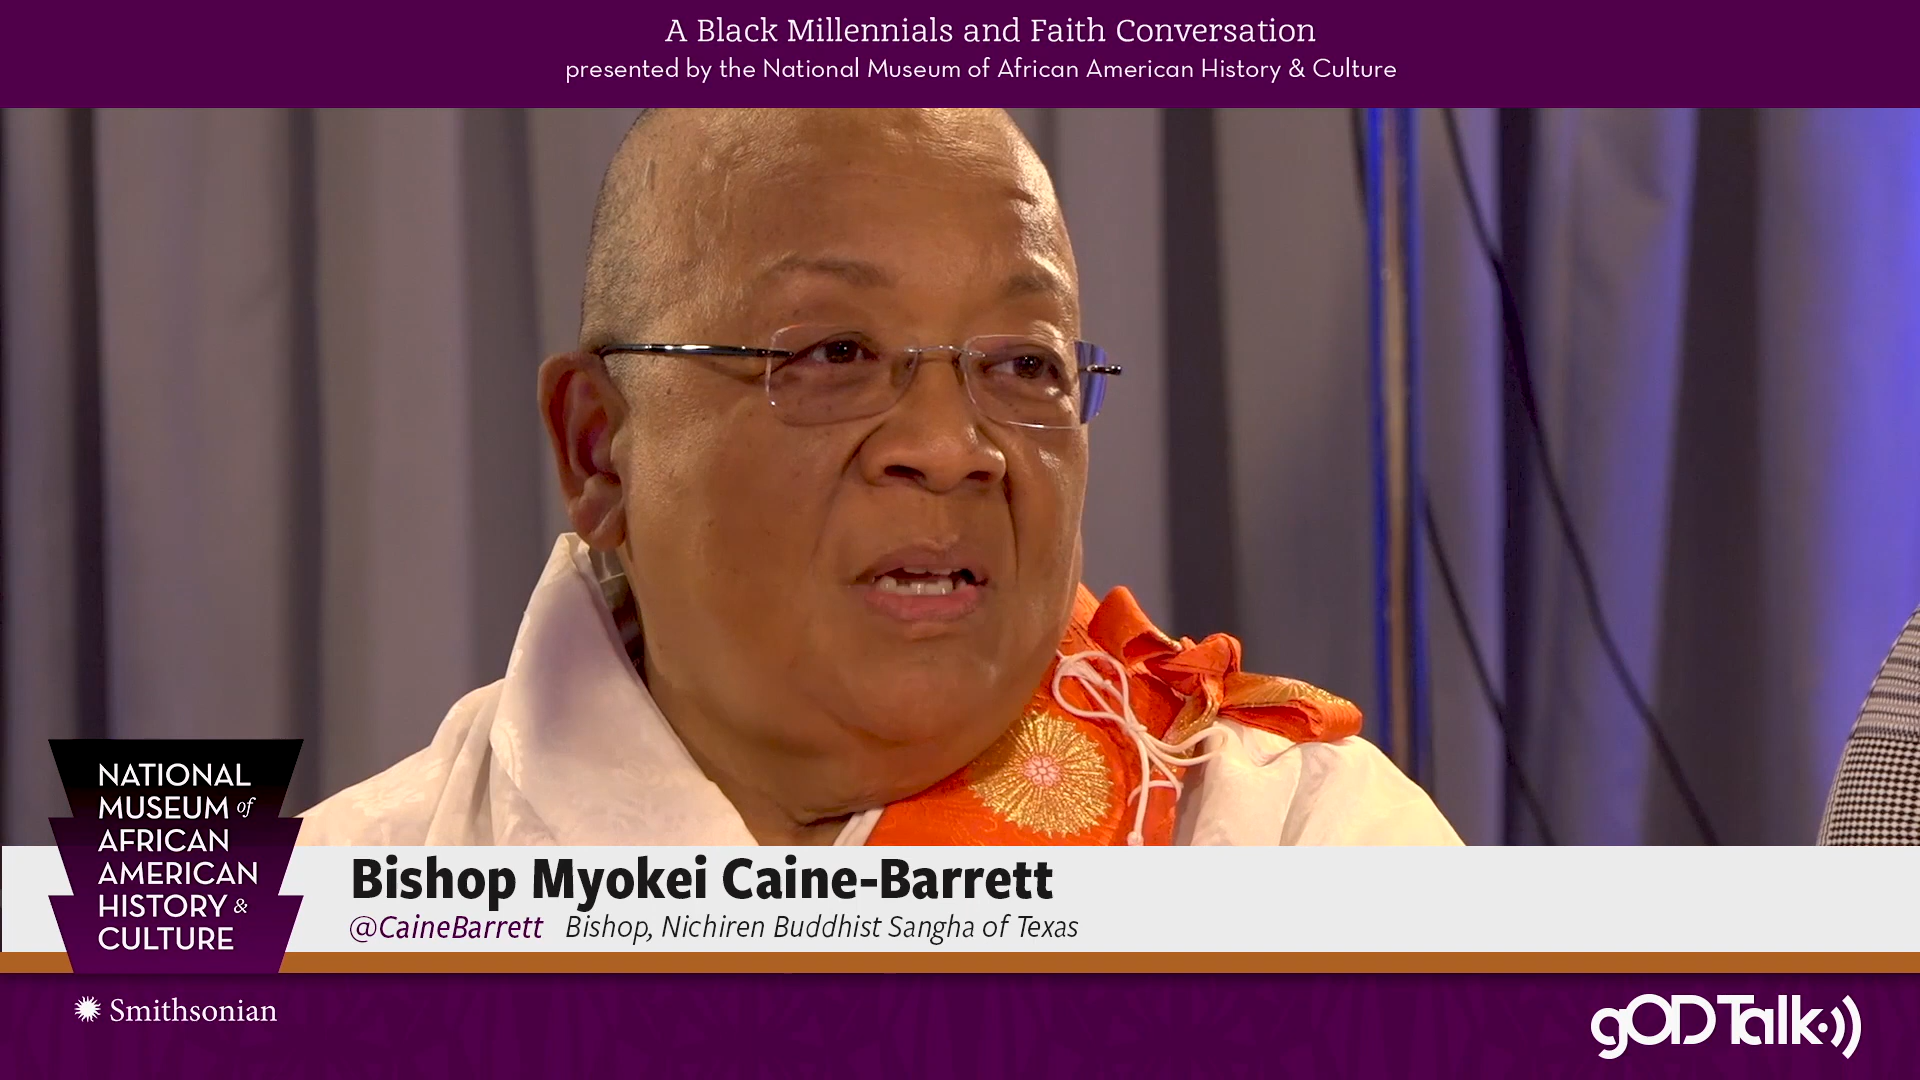 A Black Millennials and Faith Conversation
presented by the National Museum of African American History & Culture
NATIONAL
MUSEUM of
AFRICAN
AMERICAN
HISTORY &
CULTURE
Bishop Myokei Caine-Barrett
@CaineBarrett Bishop, Nichiren Buddhist Sangha of Texas
Smithsonian
gODTalk